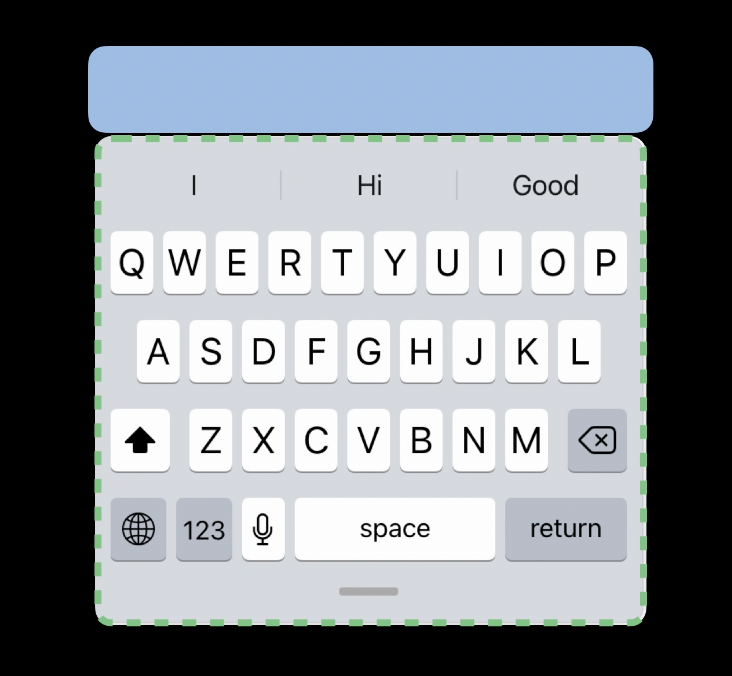 I Hi Good
Q W E R T Y U I O P
A S D F G H J K L
Z X C V B N M
123 space return